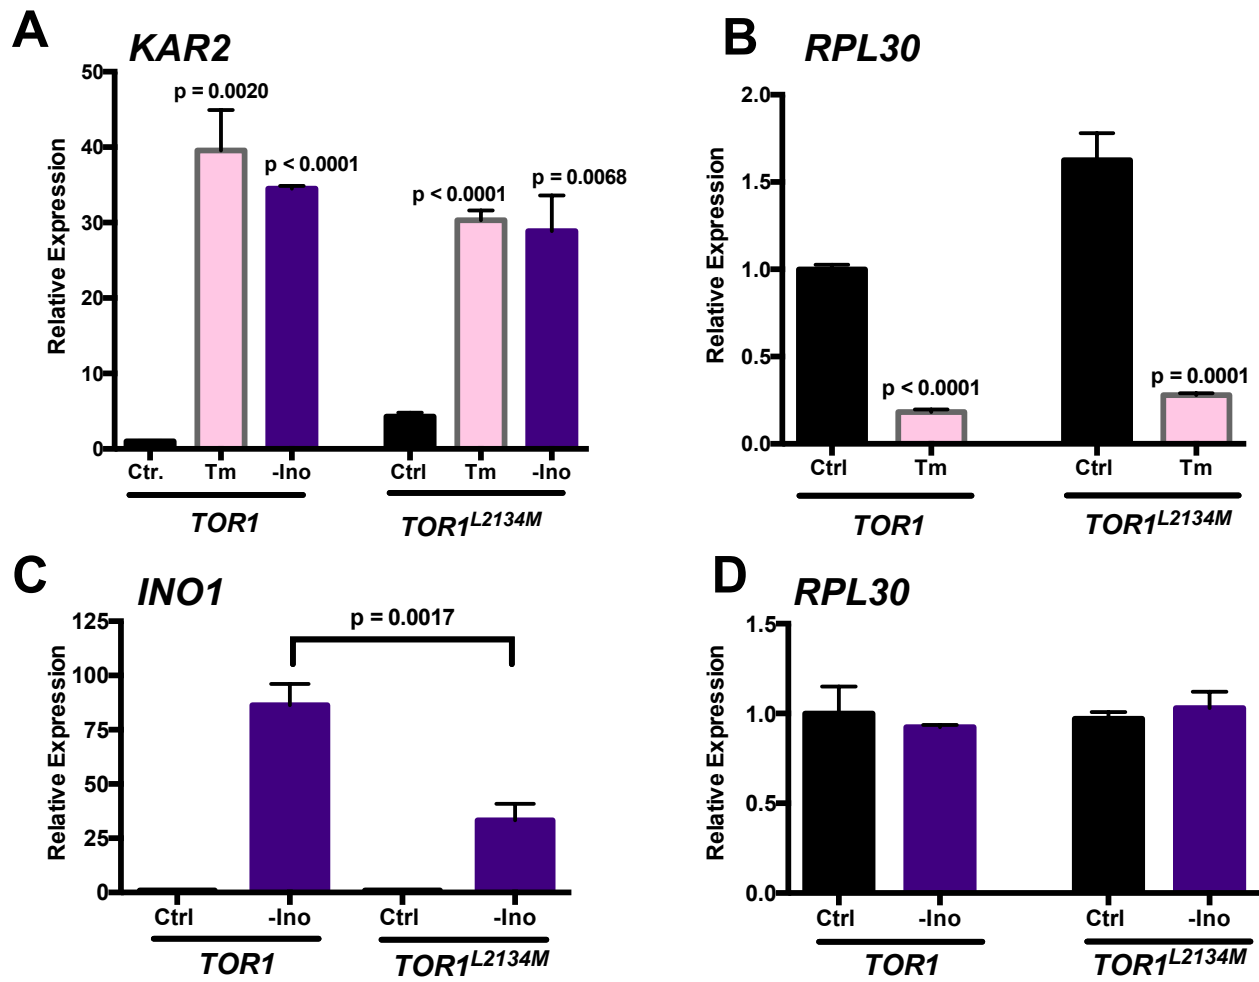 A
KAR2
Relative Expression
50
40
30
20
10
0
p = 0.0020
p < 0.0001
p < 0.0001
p = 0.0068
Ctr.
Tm
-Ino
Ctrl
Tm
-Ino
TOR1
TOR1L2134M
B
RPL30
Relative Expression
2.0
1.5
1.0
0.5
0.0
p < 0.0001
p = 0.0001
Ctrl
Tm
Ctrl
Tm
TOR1
TOR1L2134M
C
INO1
Relative Expression
125
100
75
50
25
0
p = 0.0017
Ctrl
-Ino
Ctrl
-Ino
TOR1
TOR1L2134M
D
RPL30
Relative Expression
1.5
1.0
0.5
0.0
Ctrl
-Ino
Ctrl
-Ino
TOR1
TOR1L2134M